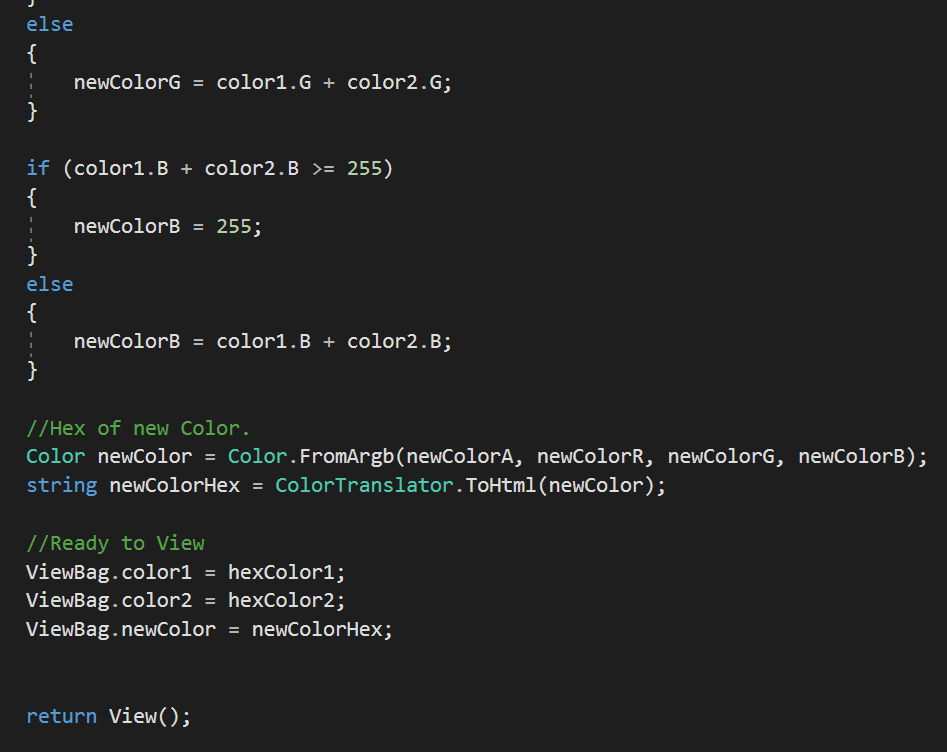 }
else
{
    newColorG = color1.G + color2.G;
}

if (color1.B + color2.B >= 255)
{
    newColorB = 255;
}
else
{
    newColorB = color1.B + color2.B;
}

//Hex of new Color.
Color newColor = Color.FromArgb(newColorA, newColorR, newColorG, newColorB);
string newColorHex = ColorTranslator.ToHtml(newColor);

//Ready to View
ViewBag.color1 = hexColor1;
ViewBag.color2 = hexColor2;
ViewBag.newColor = newColorHex;

return View();